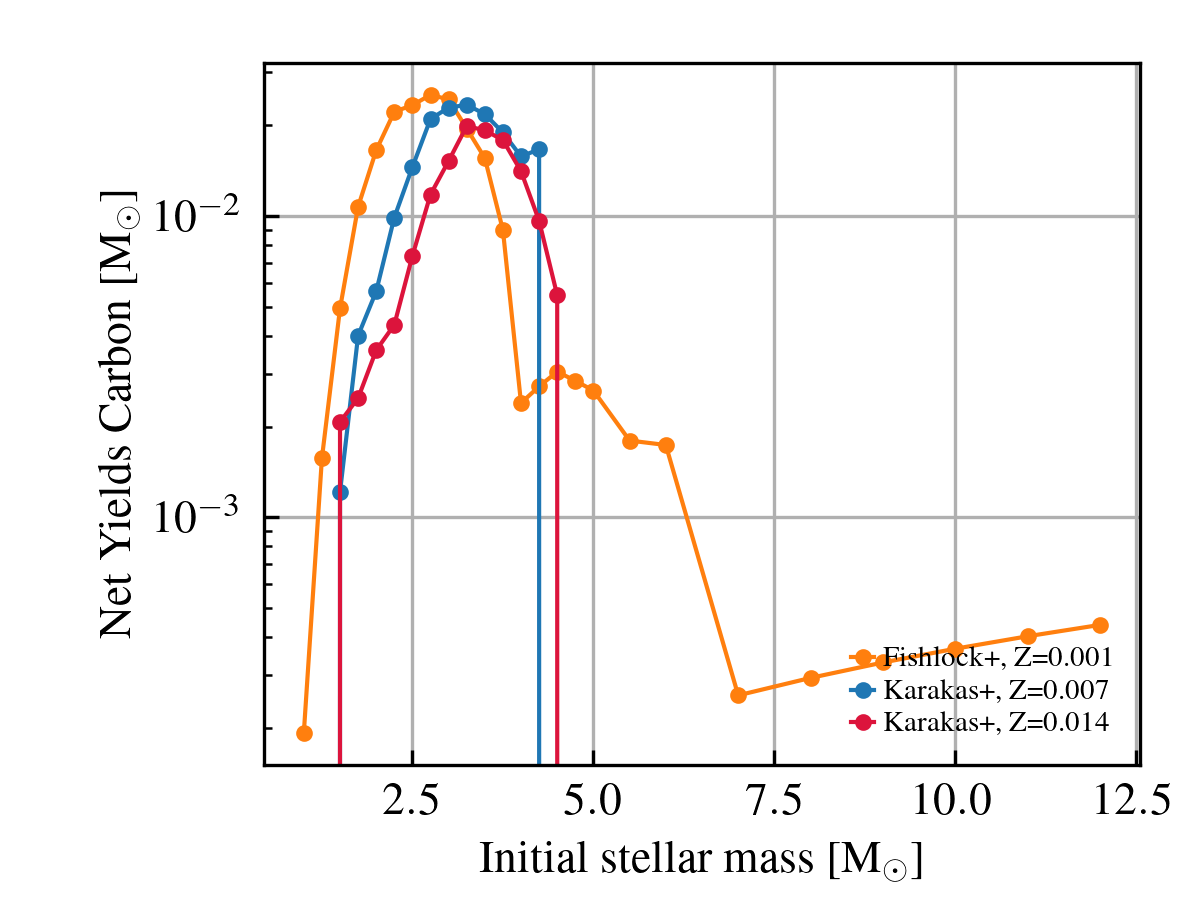 Net Yields Carbon [M☉]
10⁻²
10⁻³
Fishlock+, Z=0.001
Karakas+, Z=0.007
Karakas+, Z=0.014
2.5 5.0 7.5 10.0 12.5
Initial stellar mass [M☉]